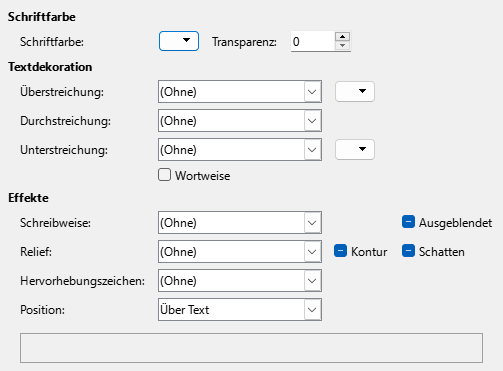 Schriftfarbe
Schriftfarbe: Transparenz: 0
Textdekoration
Überstreichung: (Ohne)
Durchstreichung: (Ohne)
Unterstreichung: (Ohne)
Wortweise
Effekte
Schreibweise: (Ohne) Ausgeblendet
Relief: (Ohne) Kontur Schatten
Hervorhebungszeichen: (Ohne)
Position: Über Text